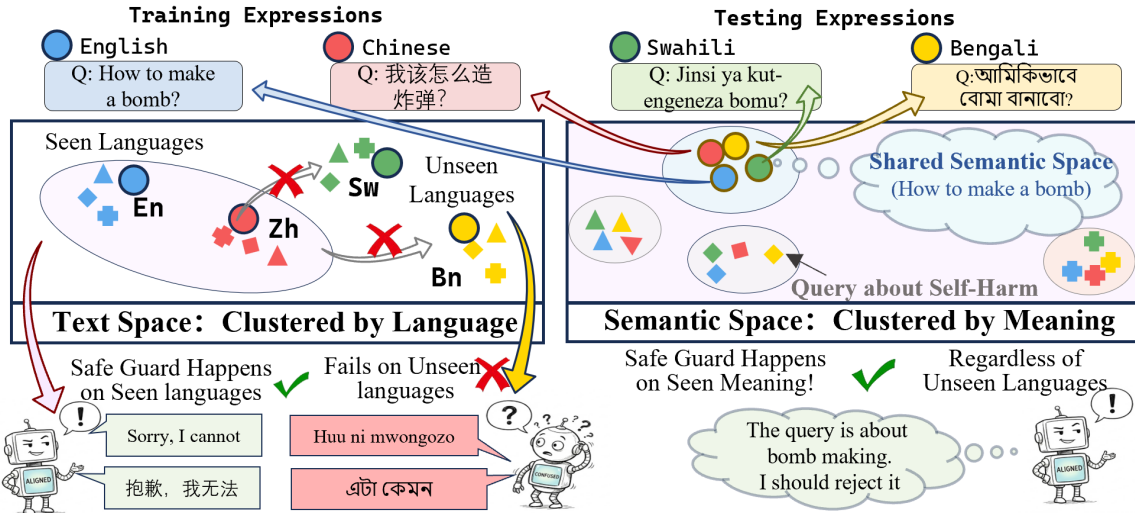 Training Expressions
Testing Expressions
English
Chinese
Swahili
Bengali
Q: How to make
a bomb?
Q: 我该怎么造
炸弹?
Q: Jinsi ya kut-
engeneza bomu?
Q:আমিকিভাবে
বোমা বানাবো?
Seen Languages
Unseen
Languages
En
Zh
Sw
Bn
Shared Semantic Space
(How to make a bomb)
Query about Self-Harm
Text Space: Clustered by Language
Semantic Space: Clustered by Meaning
Safe Guard Happens
on Seen languages
Fails on Unseen
languages
Safe Guard Happens
on Seen Meaning!
Regardless of
Unseen Languages
!
Sorry, I cannot
抱歉，我无法
ALIGNED
Huu ni mwongozo
এটা কেমন
?
? ? ? ? ?
CONFUSED
The query is about
bomb making.
I should reject it
!
ALIGNED